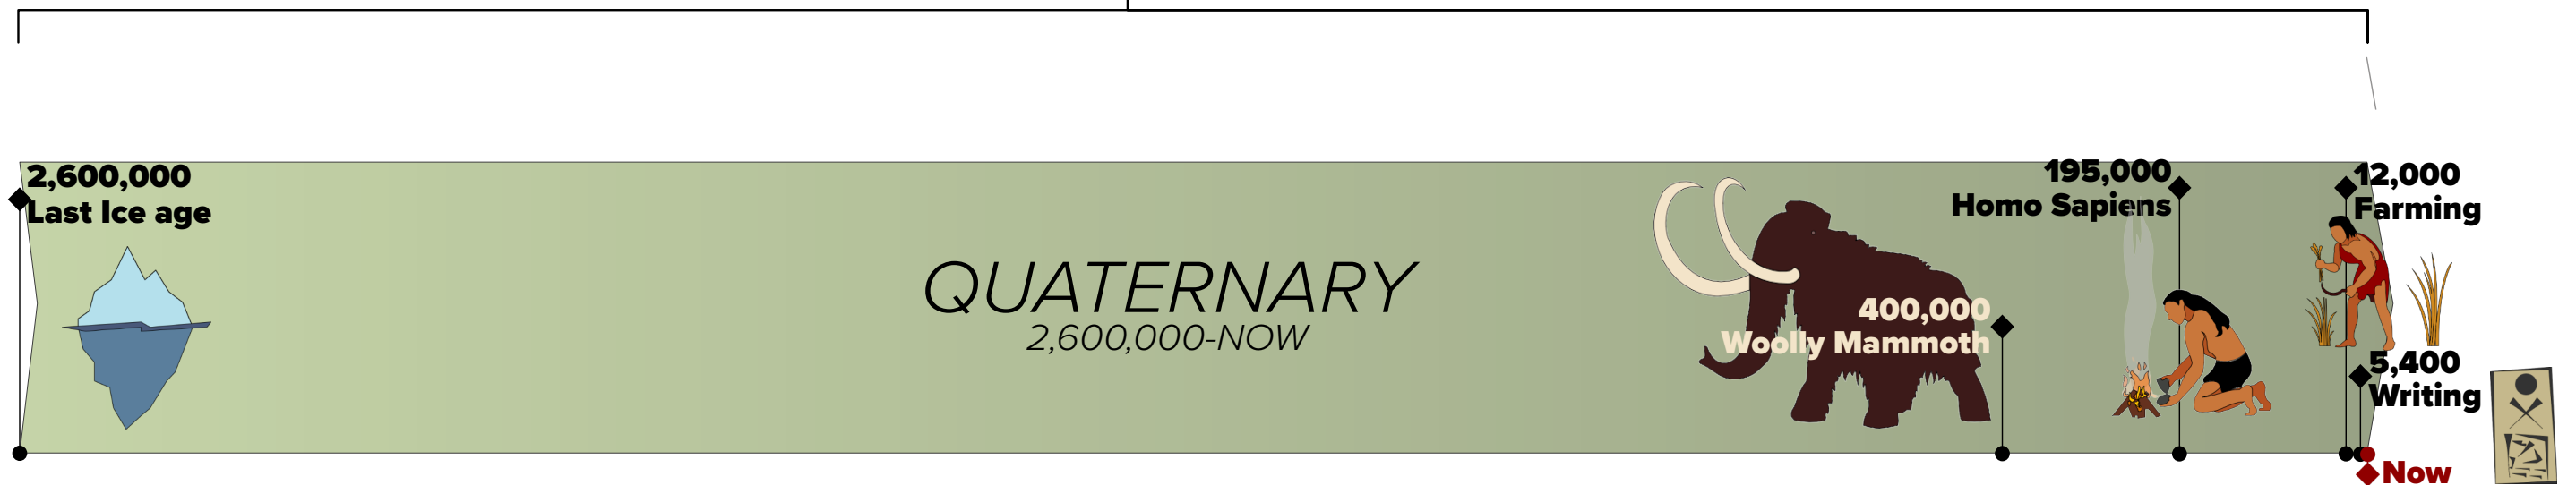 2,600,000
Last Ice age
QUATERNARY
2,600,000-NOW
400,000
Woolly Mammoth
195,000
Homo Sapiens
12,000
Farming
5,400
Writing
Now